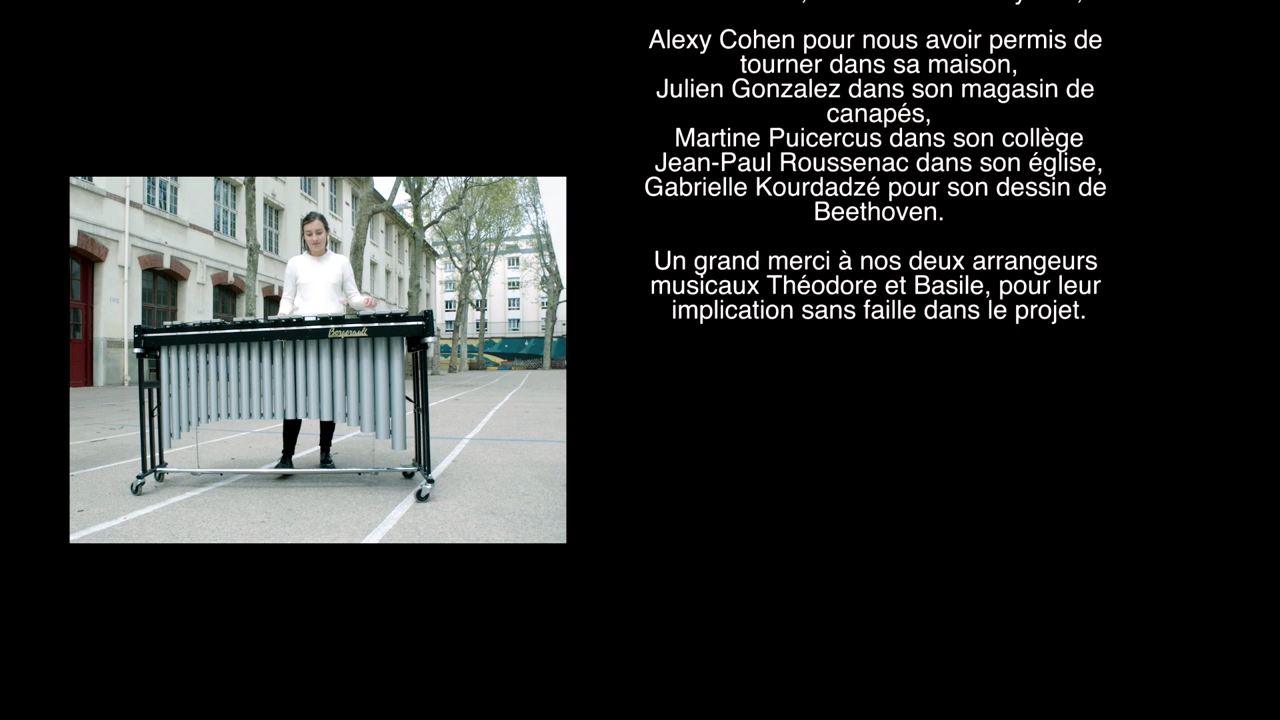 Alexy Cohen pour nous avoir permis de
tourner dans sa maison,
Julien Gonzalez dans son magasin de
canapés,
Martine Puicercus dans son collège
Jean-Paul Roussenac dans son église,
Gabrielle Kourdadzé pour son dessin de
Beethoven.
Un grand merci à nos deux arrangeurs
musicaux Théodore et Basile, pour leur
implication sans faille dans le projet.
Bergerault